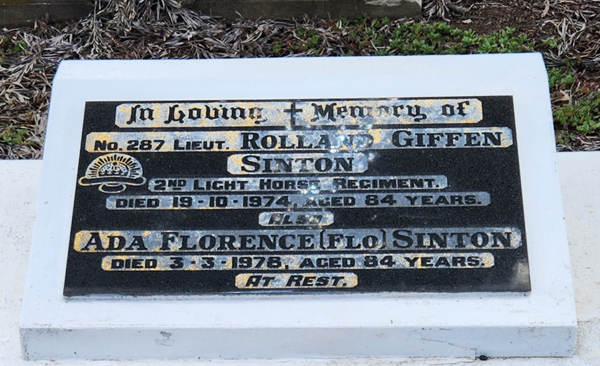 In Loving Memory of
No. 287 Lieut. ROLLAND GIFFEN
SINTON
2ND LIGHT HORSE REGIMENT.
DIED 19-10-1974, AGED 84 YEARS.
ALSO
ADA FLORENCE (FLO) SINTON
DIED 3-3-1978, AGED 84 YEARS.
AT REST.